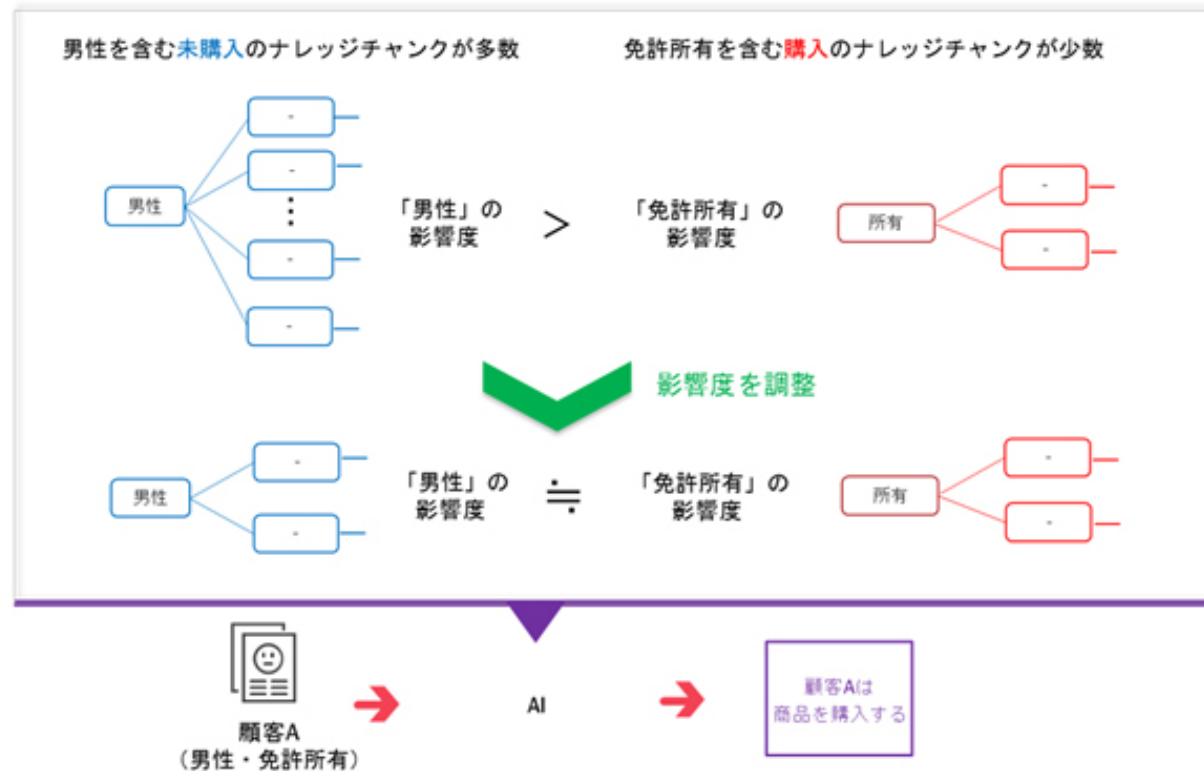 男性を含む未購入のナレッジチャンクが多数
免許所有を含む購入のナレッジチャンクが少数
-
-
男性
⋮
-
-
「男性」の
影響度
>
「免許所有」の
影響度
所有
-
-
影響度を調整
男性
-
-
「男性」の
影響度
≒
「免許所有」の
影響度
所有
-
-
顧客A
(男性・免許所有)
AI
顧客Aは
商品を購入する